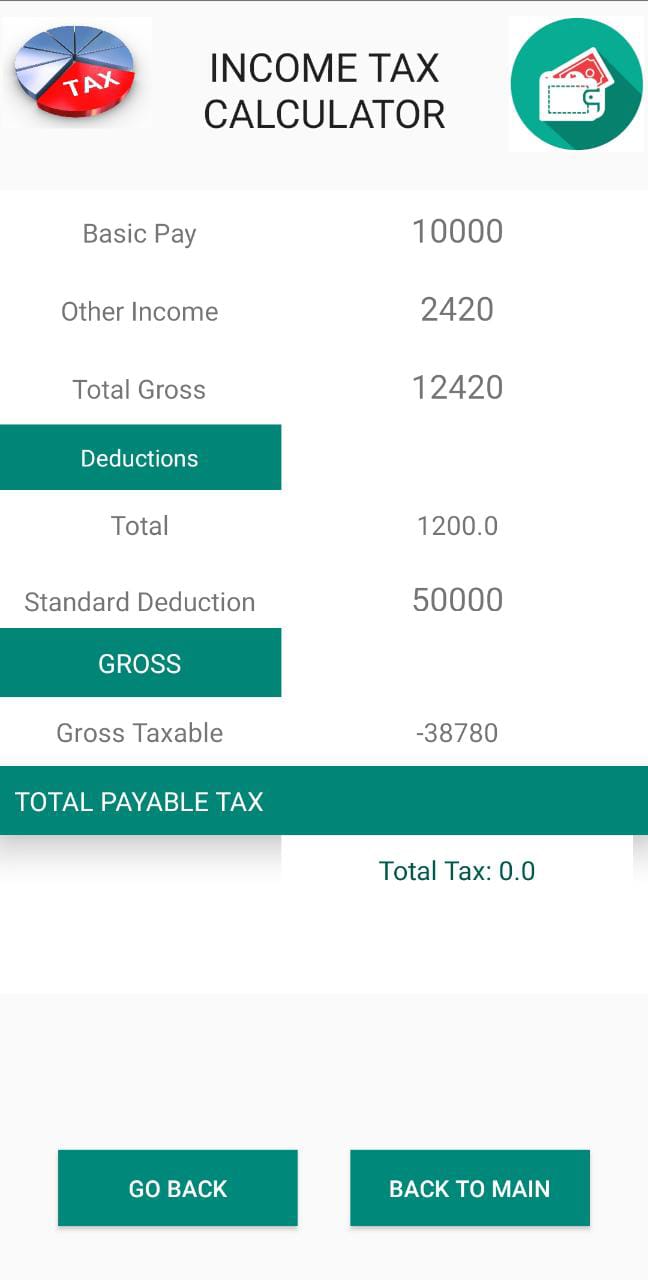 TAX
INCOME TAX
CALCULATOR
Basic Pay 10000
Other Income 2420
Total Gross 12420
Deductions
Total 1200.0
Standard Deduction 50000
GROSS
Gross Taxable -38780
TOTAL PAYABLE TAX
Total Tax: 0.0
GO BACK BACK TO MAIN